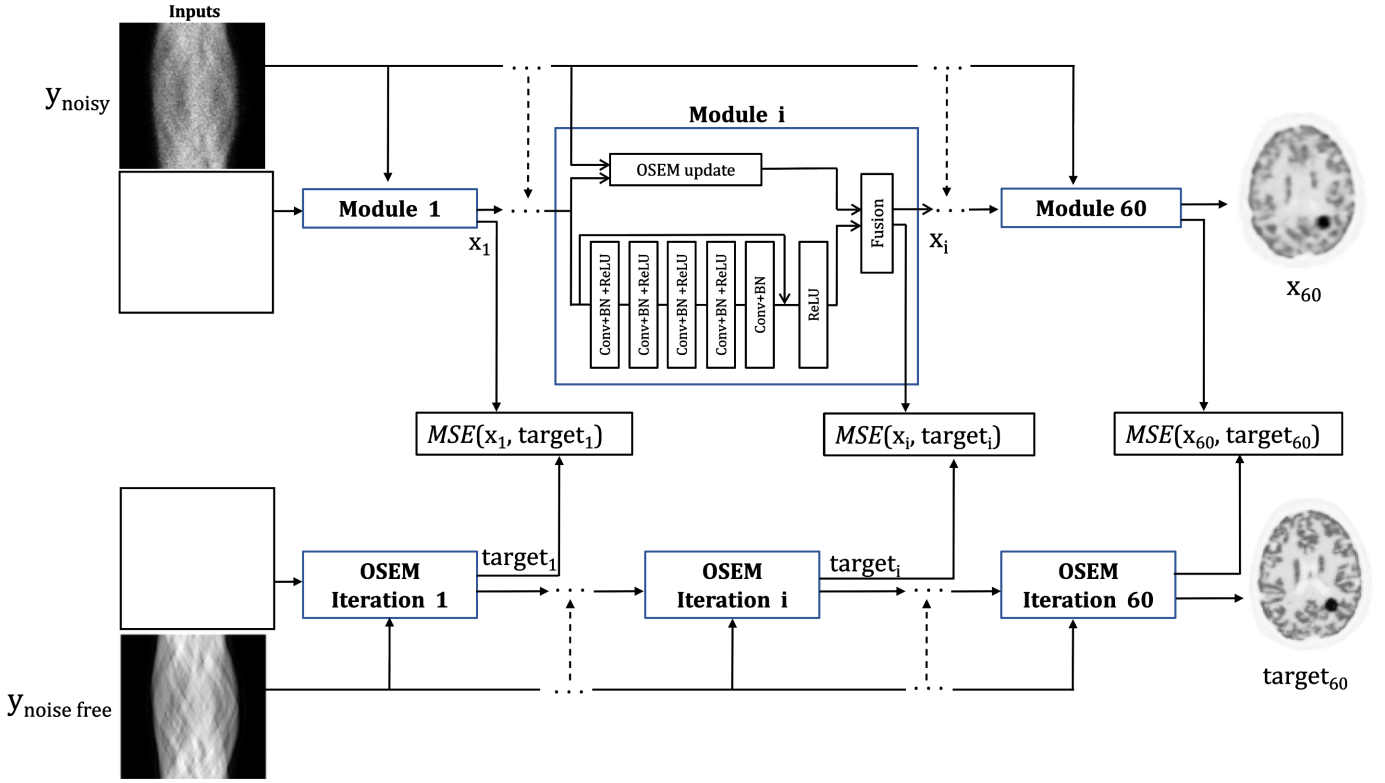 Inputs
y_noisy
Module i
OSEM update
Module 1
Fusion
Module 60
x_1
x_i
x_60
Conv+BN +ReLU
Conv+BN +ReLU
Conv+BN +ReLU
Conv+BN +ReLU
Conv+BN
ReLU
MSE(x_1, target_1)
MSE(x_i, target_i)
MSE(x_60, target_60)
target_1
target_i
OSEM
Iteration 1
OSEM
Iteration i
OSEM
Iteration 60
target_60
y_noise free